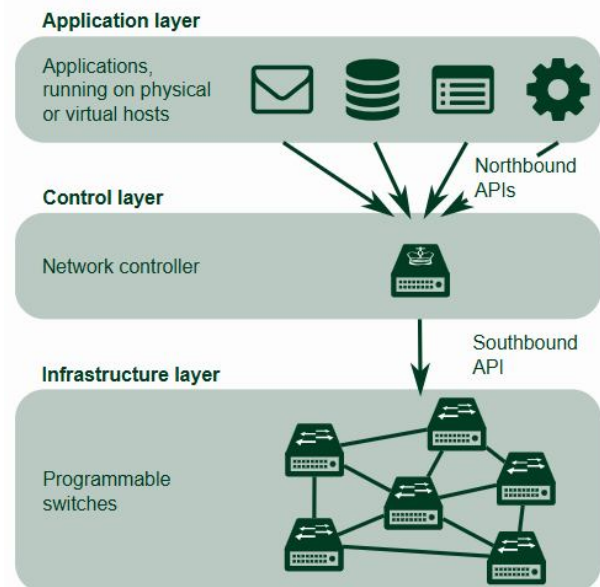 Application layer
Applications,
running on physical
or virtual hosts
Northbound
APIs
Control layer
Network controller
Southbound
API
Infrastructure layer
Programmable
switches